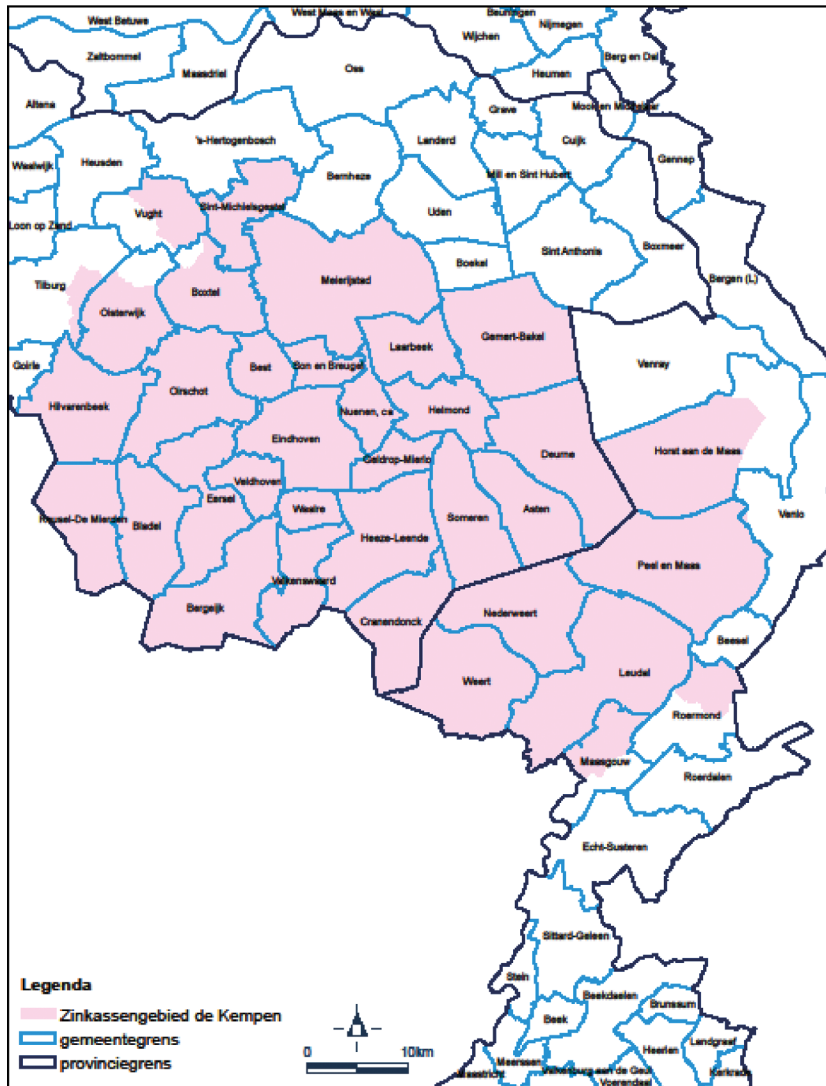 West Betuwe
West Maas en Waal
Beuningen
Nijmegen
Wijchen
Zaltbommel
Maasdriel
Oss
Heumen
Berg en Dal
Altena
Grave
Mook en Middelaar
's-Hertogenbosch
Landerd
Cuijk
Waalwijk
Heusden
Gennep
Bernheze
Mill en Sint Hubert
Loon op Zand
Vught
Sint-Michielsgestel
Uden
Sint Anthonis
Boxmeer
Boekel
Bergen (L)
Tilburg
Boxtel
Meierijstad
Oisterwijk
Gemert-Bakel
Laarbeek
Goirle
Best
Son en Breugel
Venray
Hilvarenbeek
Oirschot
Nuenen, ca
Helmond
Eindhoven
Horst aan de Maas
Geldrop-Mierlo
Deurne
Veldhoven
Eersel
Waalre
Asten
Someren
Venlo
Reusel-De Mierden
Bladel
Heeze-Leende
Peel en Maas
Valkenswaard
Bergeijk
Nederweert
Cranendonck
Beesel
Leudal
Weert
Roermond
Maasgouw
Roerdalen
Echt-Susteren
Sittard-Geleen
Stein
Beekdaelen
Brunssum
Beek
Landgraaf
Heerlen
Meerssen
Maastricht
Valkenburg aan de Geul
Kerkrade
Voerendaal
Legenda
Zinkassengebied de Kempen
gemeentegrens
provinciegrens
0 10km